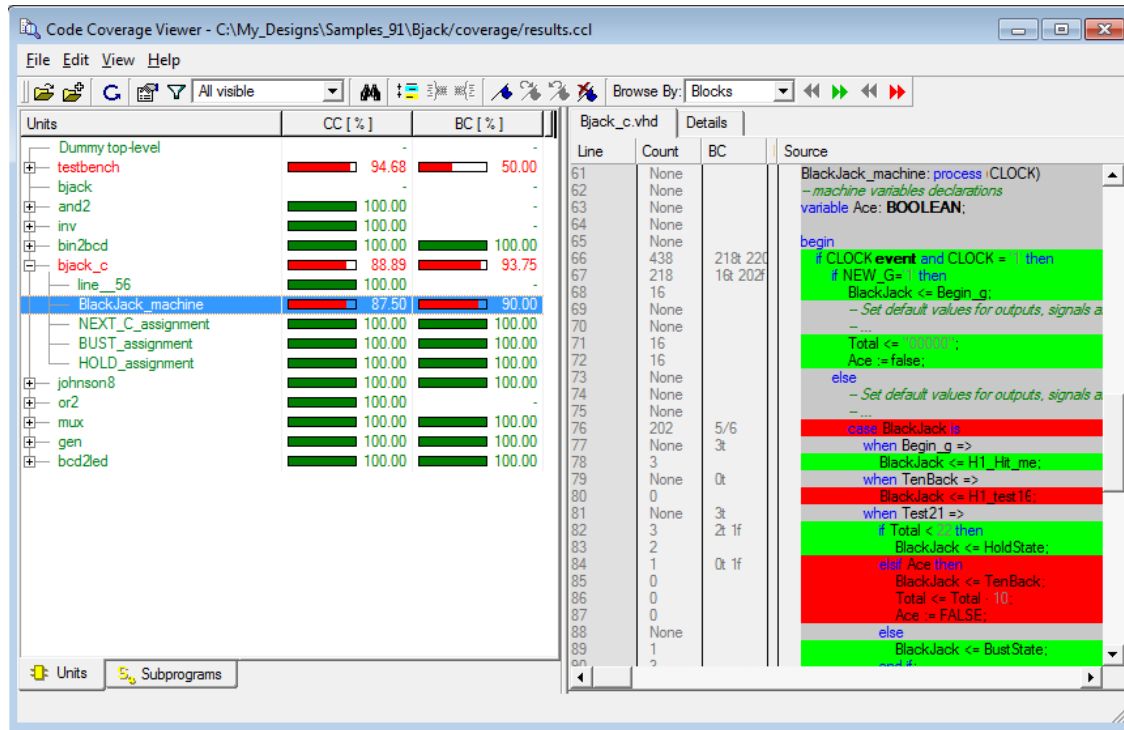 Code Coverage Viewer - C:\My_Designs\Samples_91\Bjack/coverage/results.ccl
File Edit View Help
All visible Browse By: Blocks
Units CC [ % ] BC [ % ]
Dummy top-level - -
testbench 94.68 50.00
bjack - -
and2 100.00 -
inv 100.00 -
bin2bcd 100.00 100.00
bjack_c 88.89 93.75
line__56 100.00 -
BlackJack_machine 87.50 90.00
NEXT_C_assignment 100.00 100.00
BUST_assignment 100.00 100.00
HOLD_assignment 100.00 100.00
johnson8 100.00 100.00
or2 100.00 -
mux 100.00 100.00
gen 100.00 100.00
bcd2led 100.00 100.00
Units Subprograms
Bjack_c.vhd Details
Line Count BC Source
61 None BlackJack_machine: process (CLOCK)
62 None -- machine variables declarations
63 None variable Ace: BOOLEAN;
64 None
65 None begin
66 438 218t 220 if CLOCK'event and CLOCK = '1' then
67 218 16t 202f if NEW_G='1' then
68 16 BlackJack <= Begin_g;
69 None -- Set default values for outputs, signals a
70 None -- ...
71 16 Total <= "00000";
72 16 Ace := false;
73 None else
74 None -- Set default values for outputs, signals a
75 None -- ...
76 202 5/6 case BlackJack is
77 None 3t when Begin_g =>
78 3 BlackJack <= H1_Hit_me;
79 None 0t when TenBack =>
80 0 BlackJack <= H1_test16;
81 None 3t when Test21 =>
82 3 2t 1f if Total < 22 then
83 2 BlackJack <= HoldState;
84 1 0t 1f elsif Ace then
85 0 BlackJack <= TenBack;
86 0 Total <= Total - 10;
87 0 Ace := FALSE;
88 None else
89 1 BlackJack <= BustState;
90 end if;